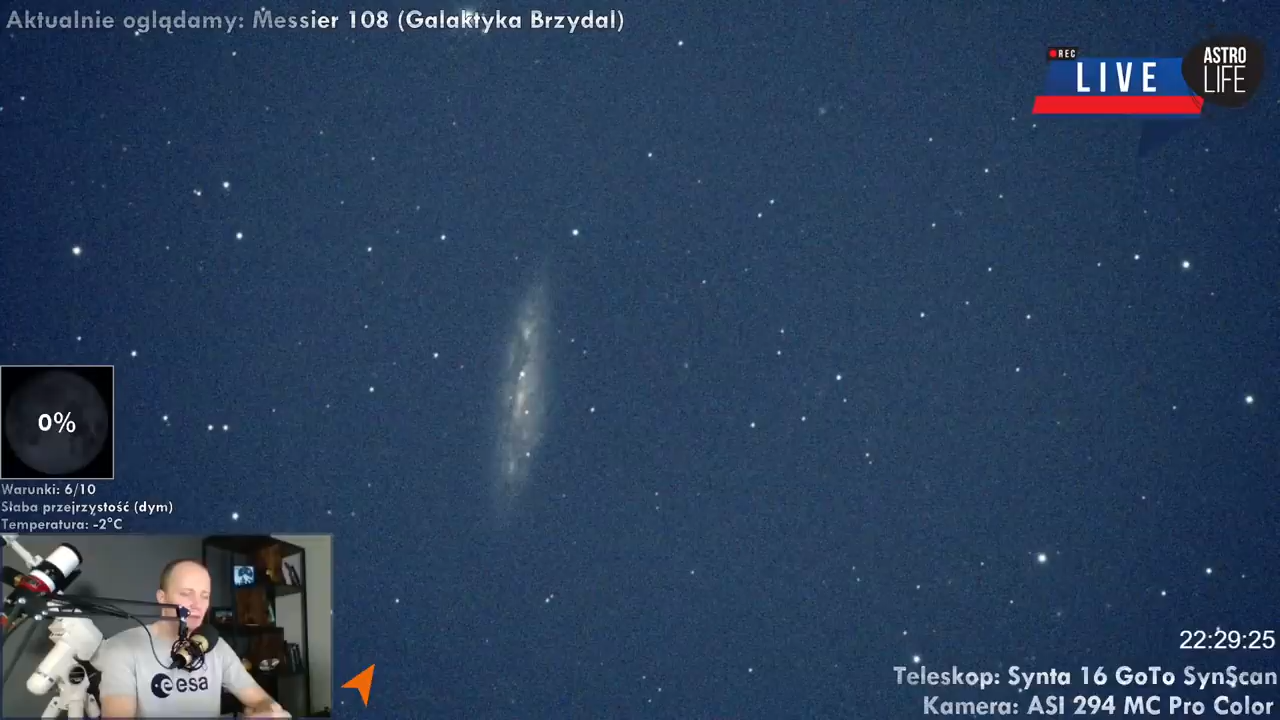 Aktualnie oglądamy: Messier 108 (Galaktyka Brzydal)
REC
LIVE
ASTRO
LIFE
0%
Warunki: 6/10
Słaba przejrzystość (dym)
Temperatura: -2°C
esa
22:29:25
Teleskop: Synta 16 GoTo SynScan
Kamera: ASI 294 MC Pro Color